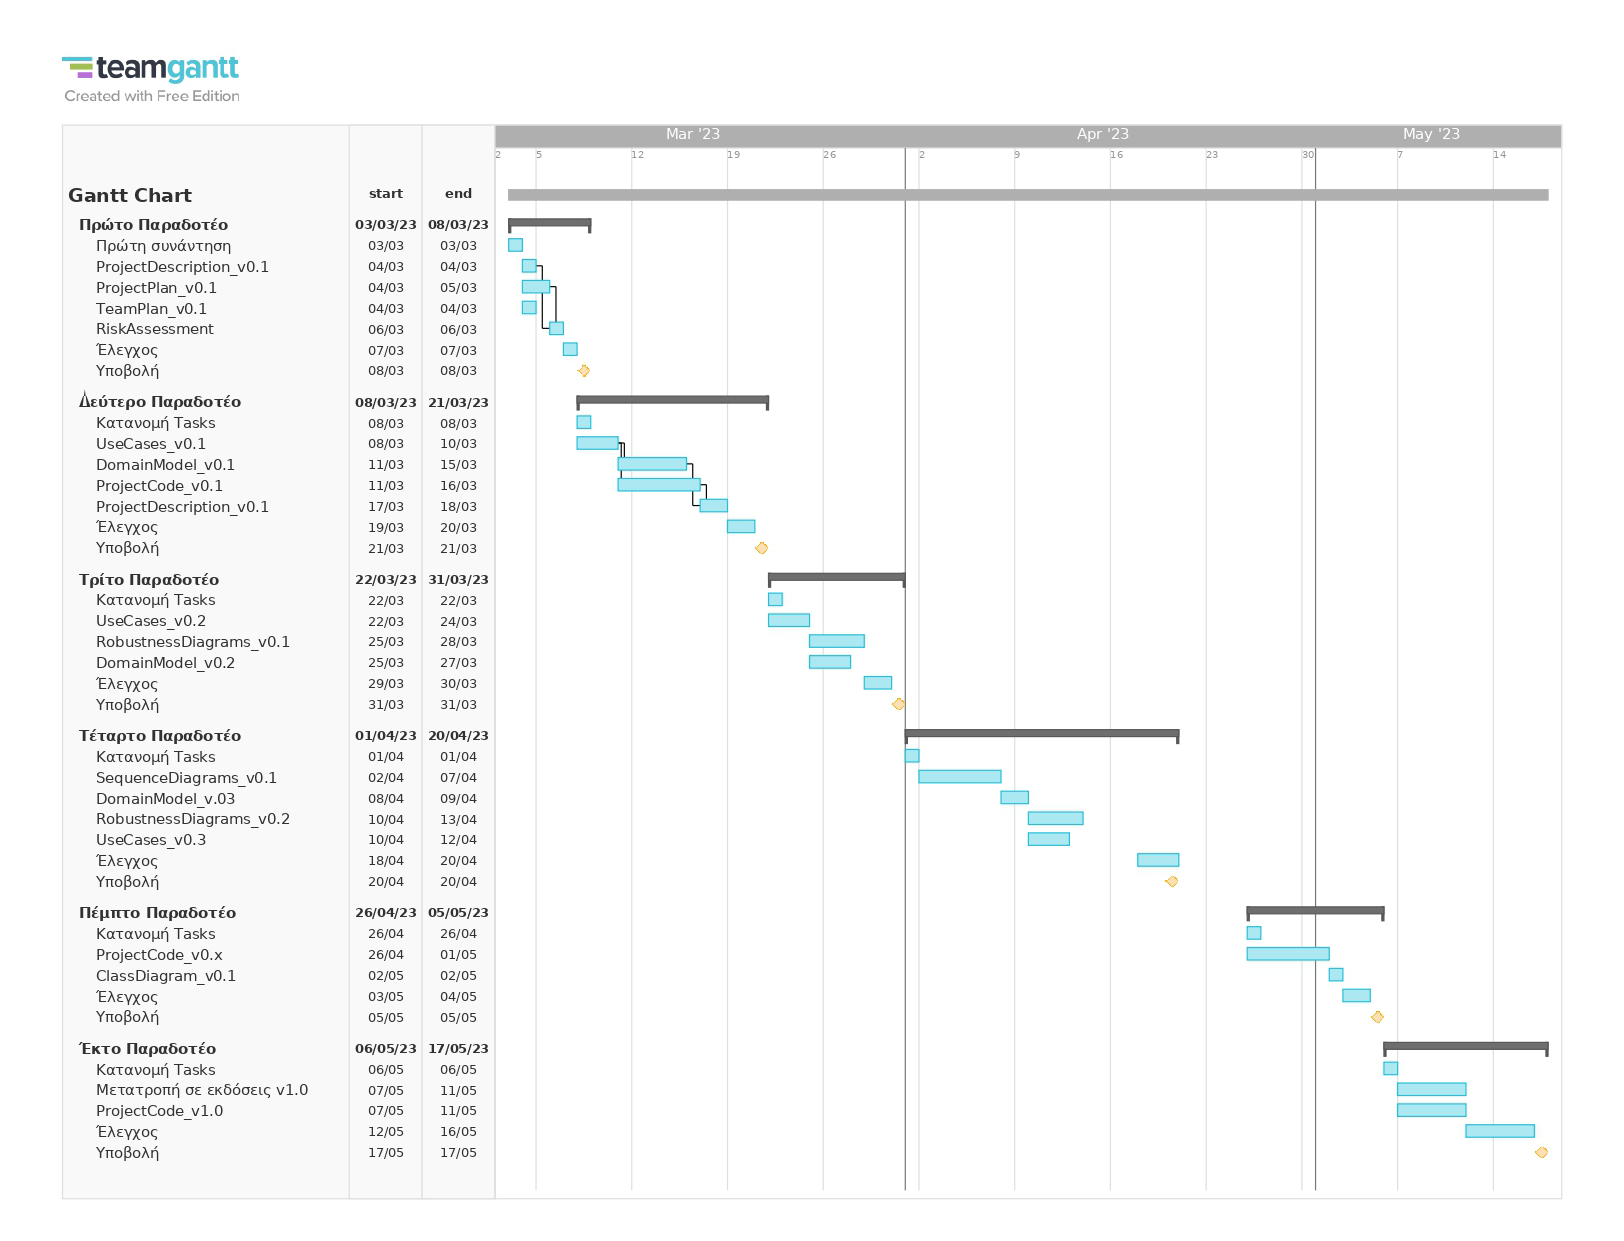 teamgantt
Created with Free Edition
Mar '23 Apr '23 May '23
2 5 12 19 26 2 9 16 23 30 7 14
Gantt Chart start end
Πρώτο Παραδοτέο 03/03/23 08/03/23
Πρώτη συνάντηση 03/03 03/03
ProjectDescription_v0.1 04/03 04/03
ProjectPlan_v0.1 04/03 05/03
TeamPlan_v0.1 04/03 04/03
RiskAssessment 06/03 06/03
Έλεγχος 07/03 07/03
Υποβολή 08/03 08/03
Δεύτερο Παραδοτέο 08/03/23 21/03/23
Κατανομή Tasks 08/03 08/03
UseCases_v0.1 08/03 10/03
DomainModel_v0.1 11/03 15/03
ProjectCode_v0.1 11/03 16/03
ProjectDescription_v0.1 17/03 18/03
Έλεγχος 19/03 20/03
Υποβολή 21/03 21/03
Τρίτο Παραδοτέο 22/03/23 31/03/23
Κατανομή Tasks 22/03 22/03
UseCases_v0.2 22/03 24/03
RobustnessDiagrams_v0.1 25/03 28/03
DomainModel_v0.2 25/03 27/03
Έλεγχος 29/03 30/03
Υποβολή 31/03 31/03
Τέταρτο Παραδοτέο 01/04/23 20/04/23
Κατανομή Tasks 01/04 01/04
SequenceDiagrams_v0.1 02/04 07/04
DomainModel_v.03 08/04 09/04
RobustnessDiagrams_v0.2 10/04 13/04
UseCases_v0.3 10/04 12/04
Έλεγχος 18/04 20/04
Υποβολή 20/04 20/04
Πέμπτο Παραδοτέο 26/04/23 05/05/23
Κατανομή Tasks 26/04 26/04
ProjectCode_v0.x 26/04 01/05
ClassDiagram_v0.1 02/05 02/05
Έλεγχος 03/05 04/05
Υποβολή 05/05 05/05
Έκτο Παραδοτέο 06/05/23 17/05/23
Κατανομή Tasks 06/05 06/05
Μετατροπή σε εκδόσεις v1.0 07/05 11/05
ProjectCode_v1.0 07/05 11/05
Έλεγχος 12/05 16/05
Υποβολή 17/05 17/05